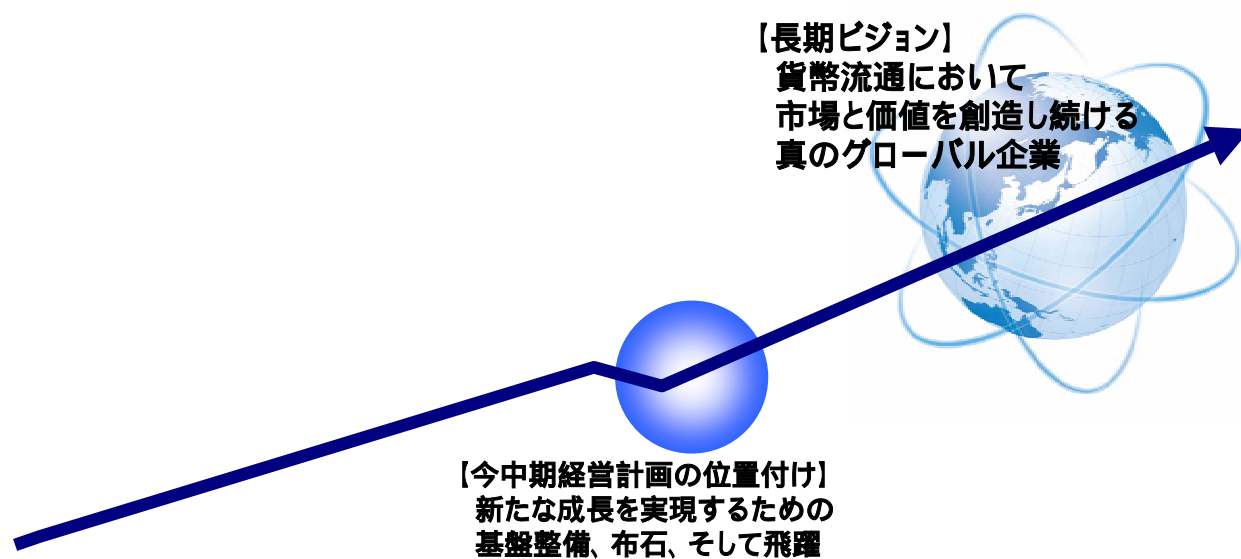 【長期ビジョン】
貨幣流通において
市場と価値を創造し続ける
真のグローバル企業
【今中期経営計画の位置付け】
新たな成長を実現するための
基盤整備、布石、そして飛躍